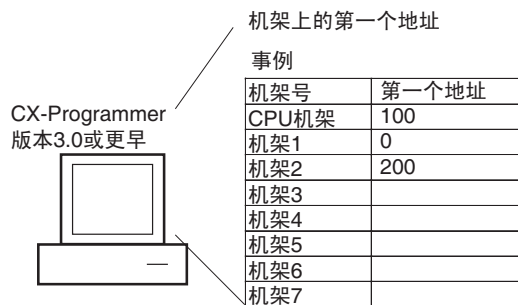 机架上的第一个地址
事例
CX-Programmer
版本3.0或更早
机架号 第一个地址
CPU机架 100
机架1 0
机架2 200
机架3
机架4
机架5
机架6
机架7